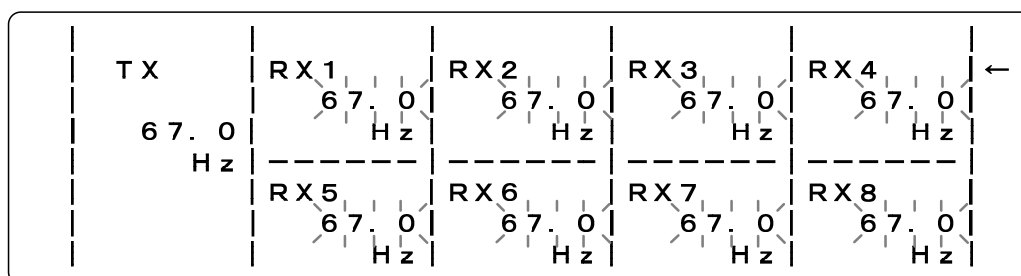 TX RX1 RX2 RX3 RX4 ←
67.0 67.0 67.0 67.0
67.0 Hz Hz Hz Hz
Hz
RX5 RX6 RX7 RX8
67.0 67.0 67.0 67.0
Hz Hz Hz Hz